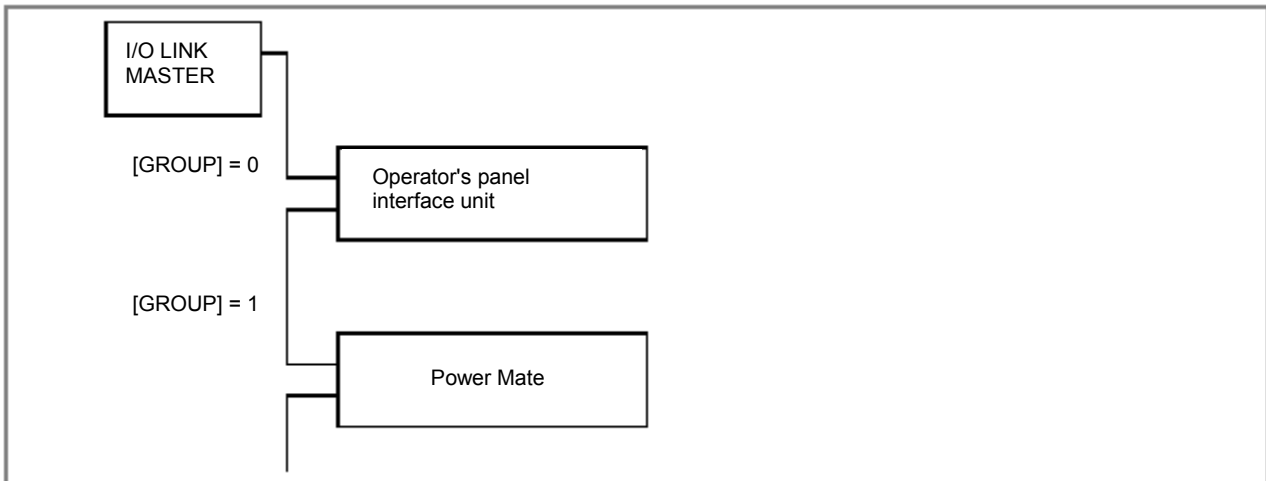 I/O LINK
MASTER
[GROUP] = 0
Operator's panel
interface unit
[GROUP] = 1
Power Mate